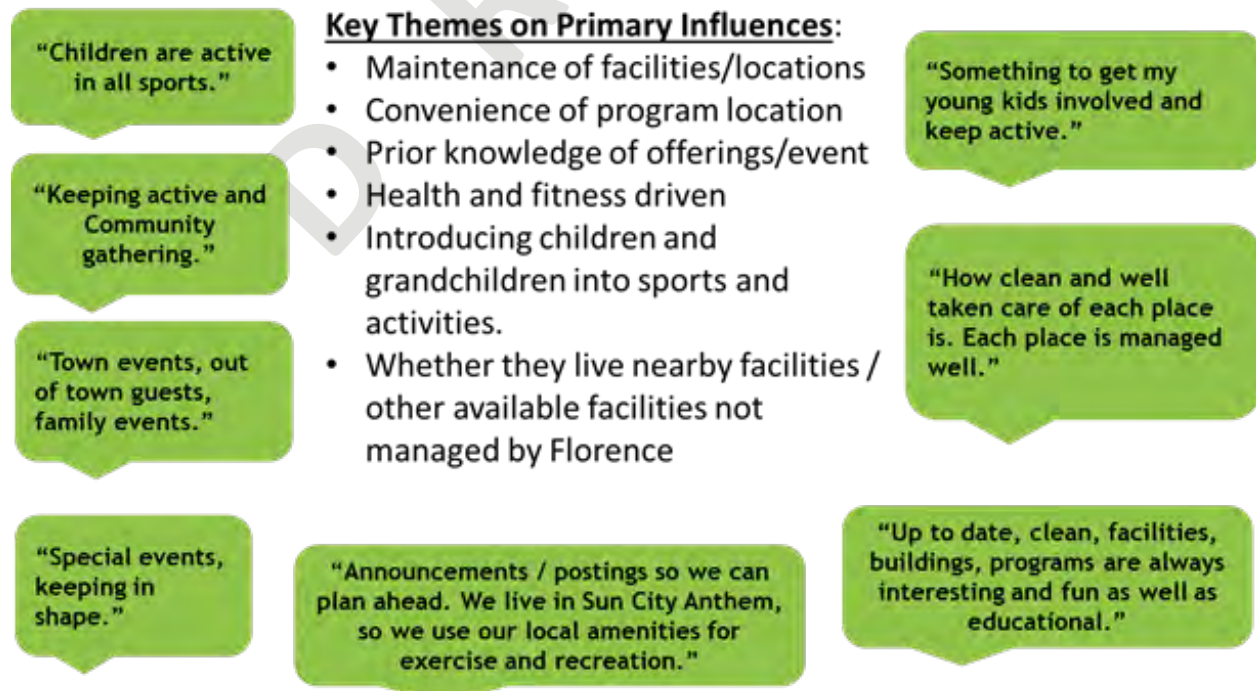 Key Themes on Primary Influences:
• Maintenance of facilities/locations
• Convenience of program location
• Prior knowledge of offerings/event
• Health and fitness driven
• Introducing children and
grandchildren into sports and
activities.
• Whether they live nearby facilities /
other available facilities not
managed by Florence
“Children are active
in all sports.”
“Keeping active and
Community
gathering.”
“Town events, out
of town guests,
family events.”
“Special events,
keeping in
shape.”
“Announcements / postings so we can
plan ahead. We live in Sun City Anthem,
so we use our local amenities for
exercise and recreation.”
“Something to get my
young kids involved and
keep active.”
“How clean and well
taken care of each place
is. Each place is managed
well.”
“Up to date, clean, facilities,
buildings, programs are always
interesting and fun as well as
educational.”